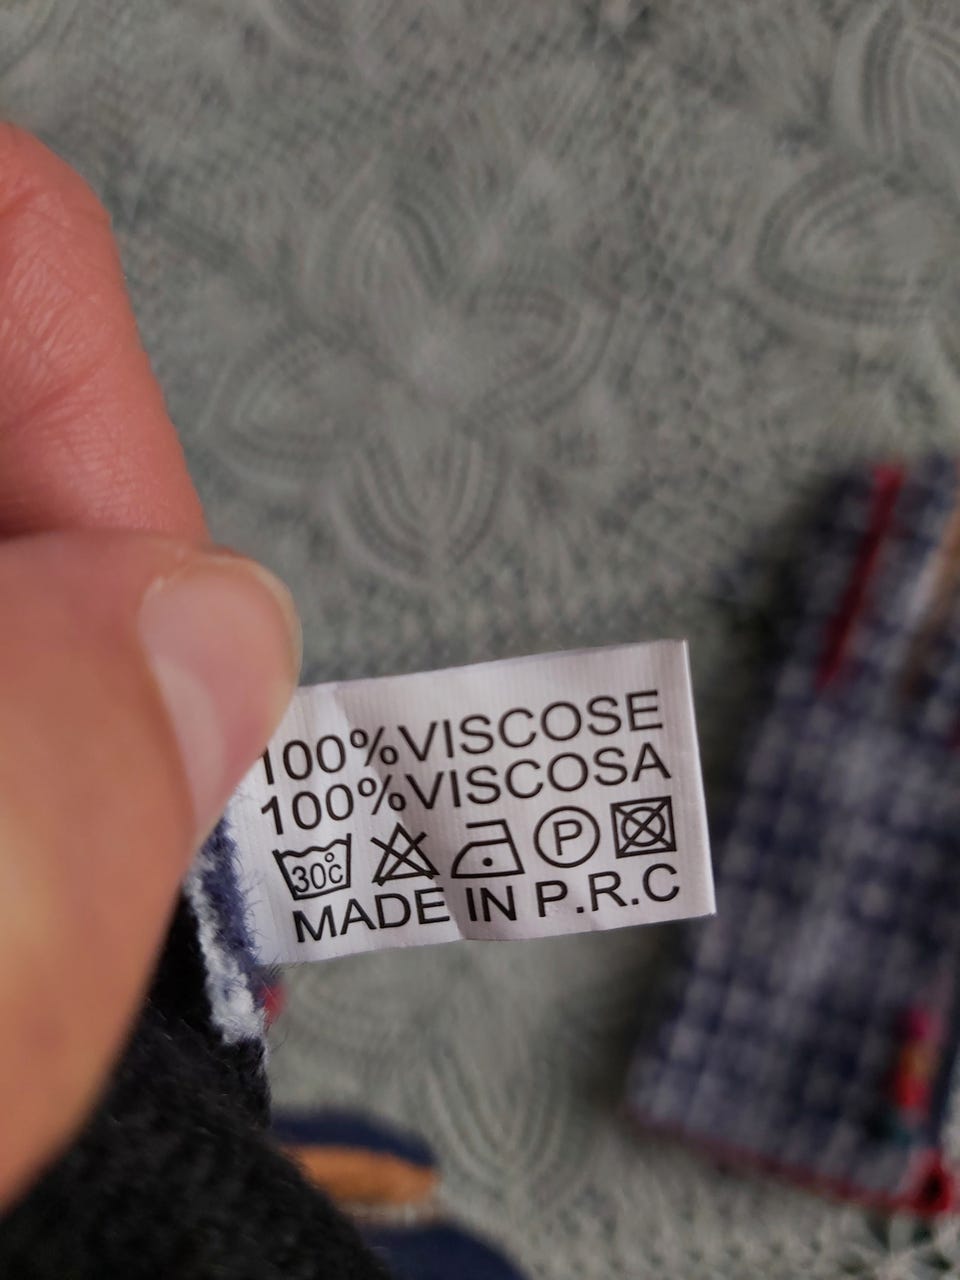 100%VISCOSE
100%VISCOSA
30°C P
MADE IN P.R.C